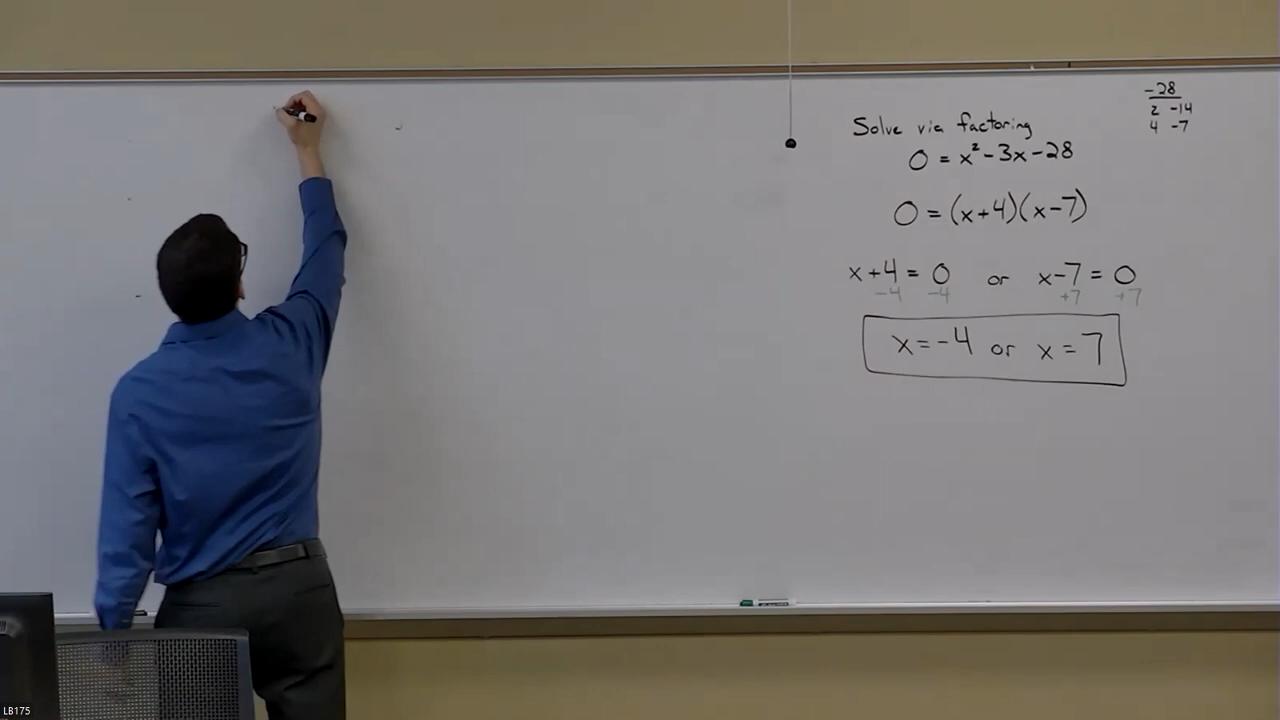 Solve via factoring
0 = x² - 3x - 28
0 = (x+4)(x-7)
x+4 = 0 or x-7 = 0
-4 -4 +7 +7
x = -4 or x = 7
-28
2 -14
4 -7
LB175